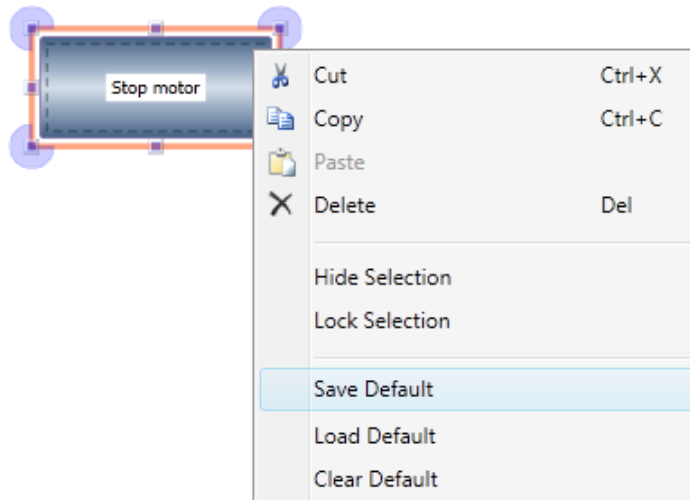 Stop motor
Cut Ctrl+X
Copy Ctrl+C
Paste
Delete Del
Hide Selection
Lock Selection
Save Default
Load Default
Clear Default